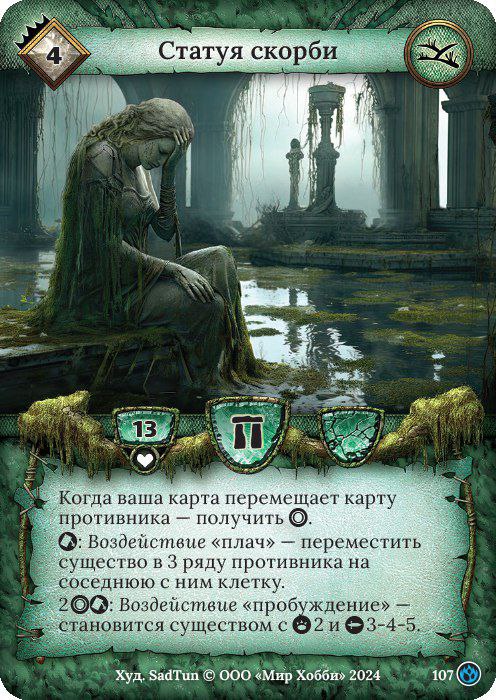 4
Статуя скорби
13
Когда ваша карта перемещает карту
противника — получить .
: Воздействие «плач» — переместить
существо в 3 ряду противника на
соседнюю с ним клетку.
2: Воздействие «пробуждение» —
становится существом с 2 и 3-4-5.
Худ. SadTun © ООО «Мир Хобби» 2024
107